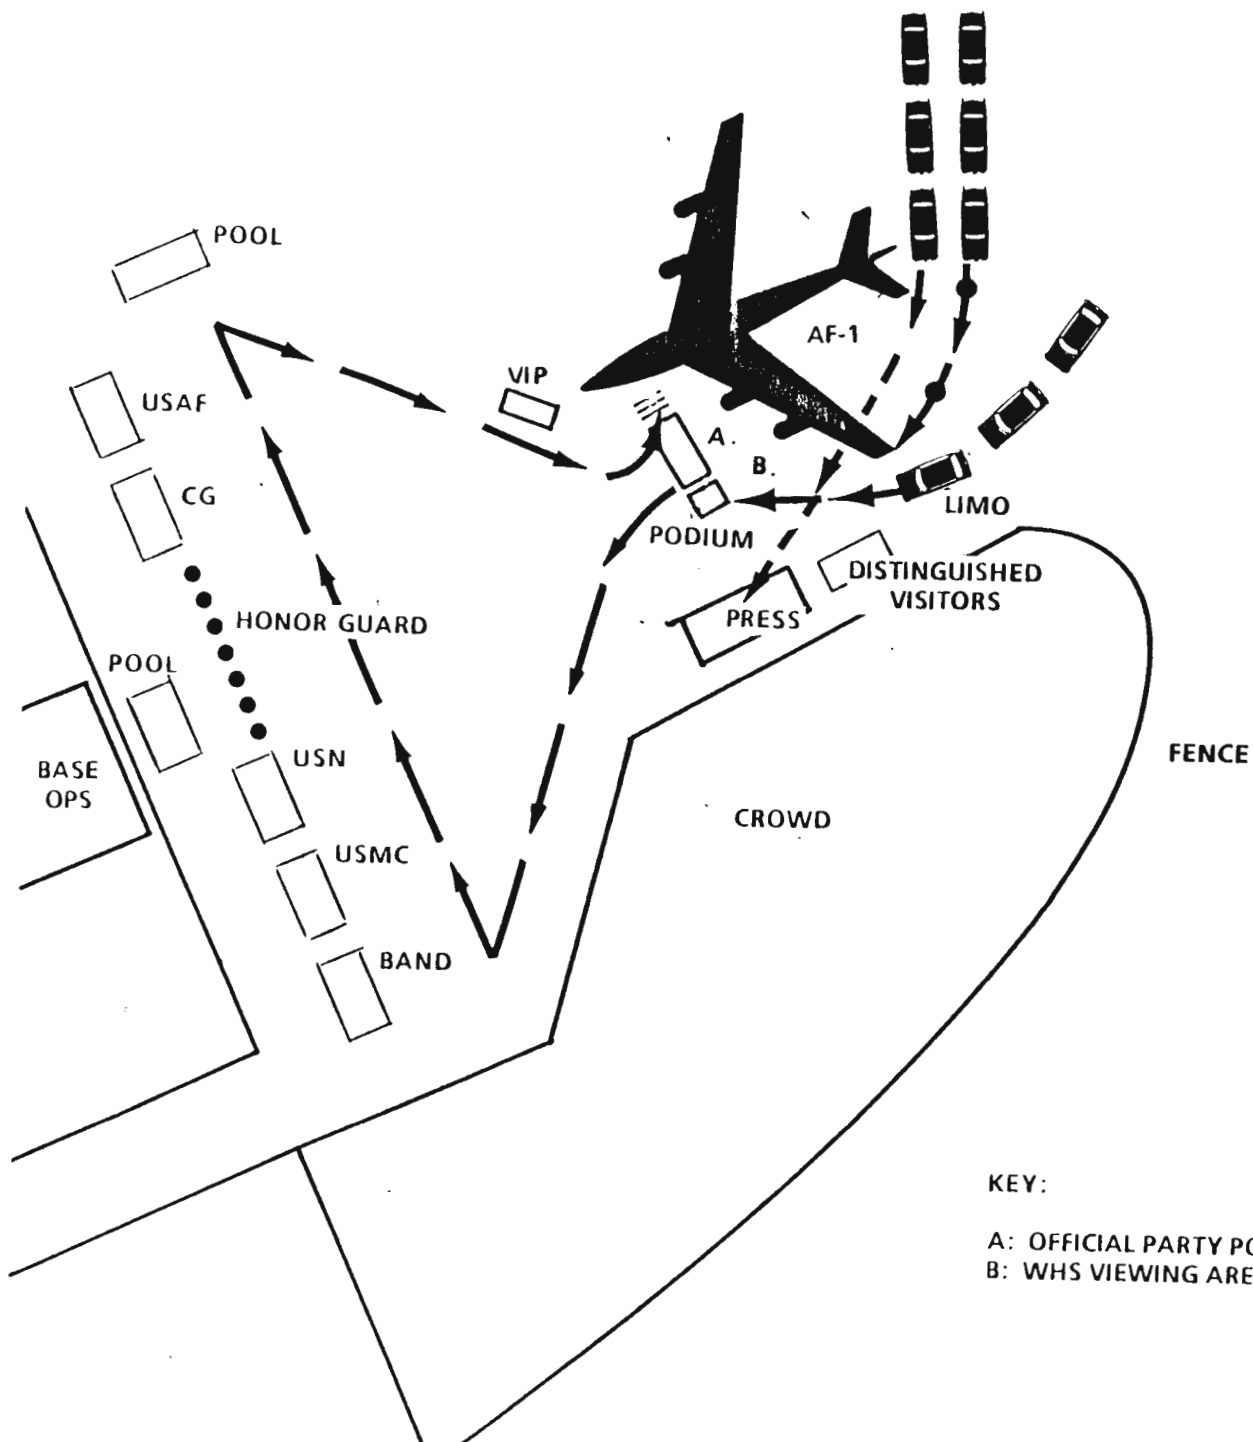 POOL
AF-1
VIP
USAF
A.
B.
CG
LIMO
PODIUM
DISTINGUISHED
VISITORS
PRESS
HONOR GUARD
POOL
USN
FENCE
BASE
OPS
CROWD
USMC
BAND
KEY:
A: OFFICIAL PARTY
B: WHS VIEWING